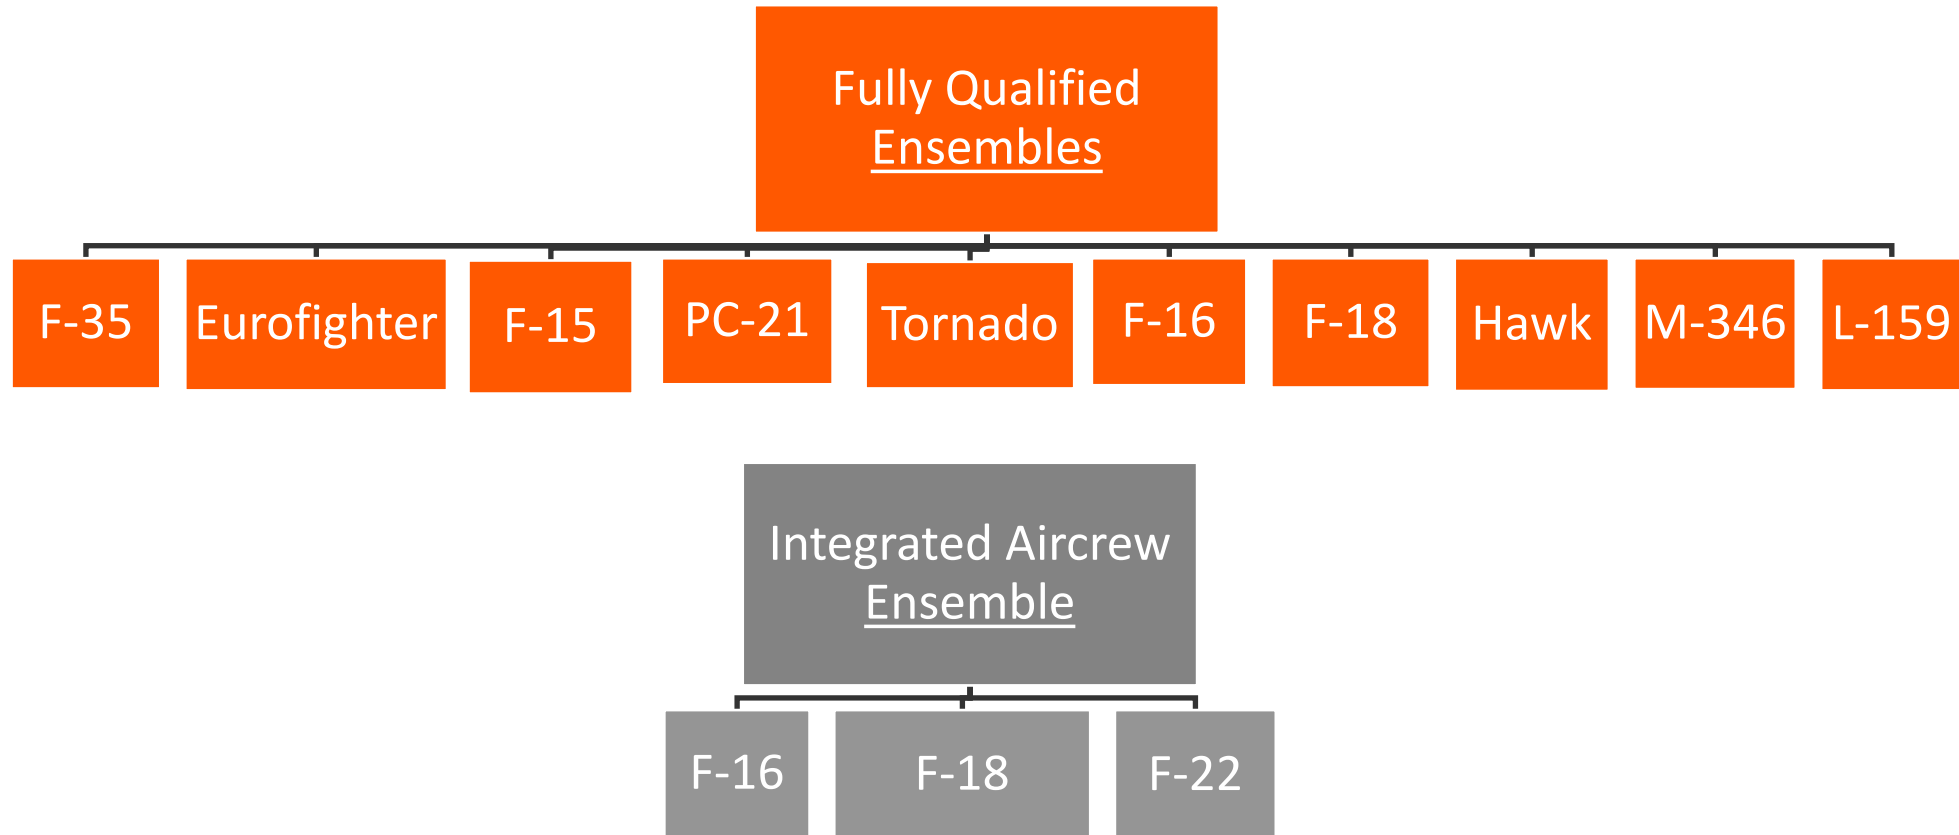 Fully Qualified
Ensembles
F-35
Eurofighter
F-15
PC-21
Tornado
F-16
F-18
Hawk
M-346
L-159
Integrated Aircrew
Ensemble
F-16
F-18
F-22